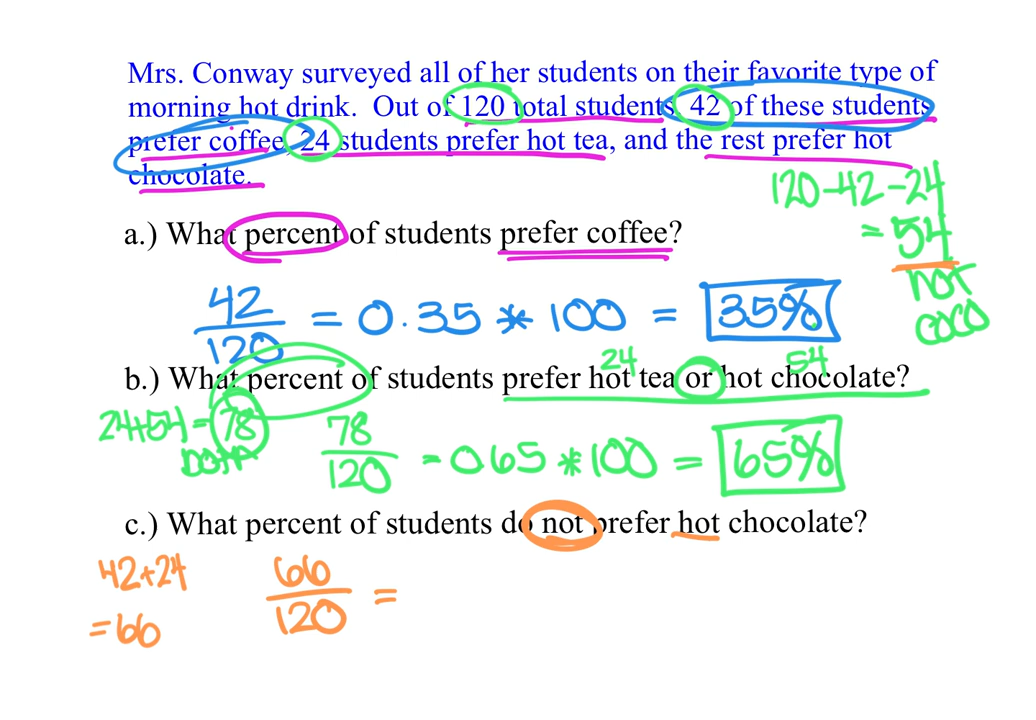 Mrs. Conway surveyed all of her students on their favorite type of
morning hot drink. Out of 120 total students, 42 of these students
prefer coffee, 24 students prefer hot tea, and the rest prefer hot
chocolate.
120-42-24
= 54
HOT
COCO
a.) What percent of students prefer coffee?
42
120
= 0.35 * 100 = 35%
24 54
b.) What percent of students prefer hot tea or hot chocolate?
24+54 = 78
78
120
= 0.65 * 100 = 65%
c.) What percent of students do not prefer hot chocolate?
42+24
= 66
66
120
=